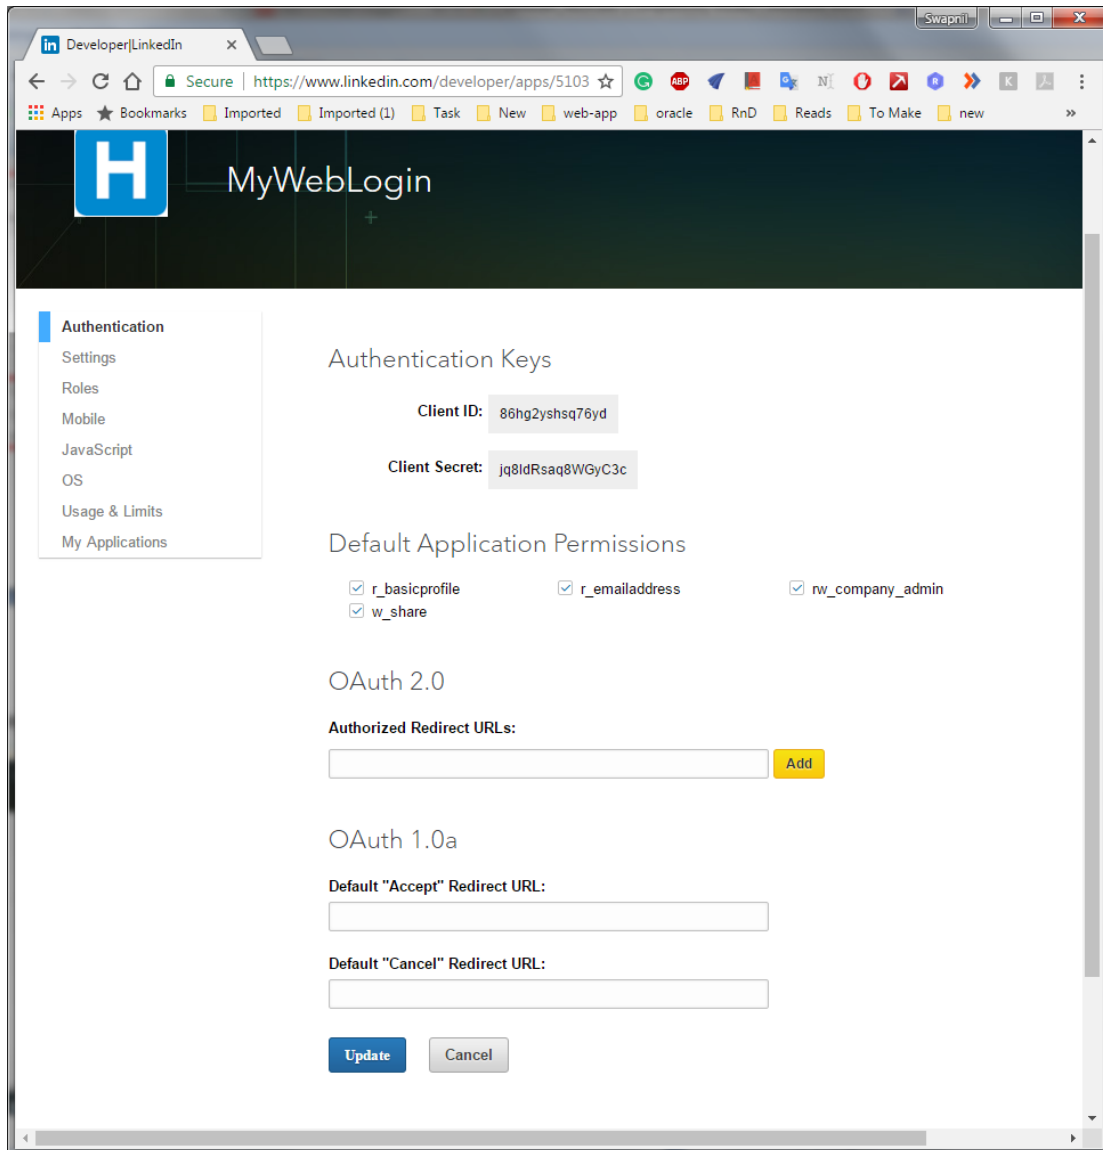 Swapnil
Developer|LinkedIn
Secure | https://www.linkedin.com/developer/apps/5103
Apps Bookmarks Imported Imported (1) Task New web-app oracle RnD Reads To Make new »
H MyWebLogin
Authentication
Settings
Roles
Mobile
JavaScript
OS
Usage & Limits
My Applications
Authentication Keys
Client ID: 86hg2yshsq76yd
Client Secret: jq8ldRsaq8WGyC3c
Default Application Permissions
r_basicprofile r_emailaddress rw_company_admin
w_share
OAuth 2.0
Authorized Redirect URLs:
Add
OAuth 1.0a
Default "Accept" Redirect URL:
Default "Cancel" Redirect URL:
Update Cancel